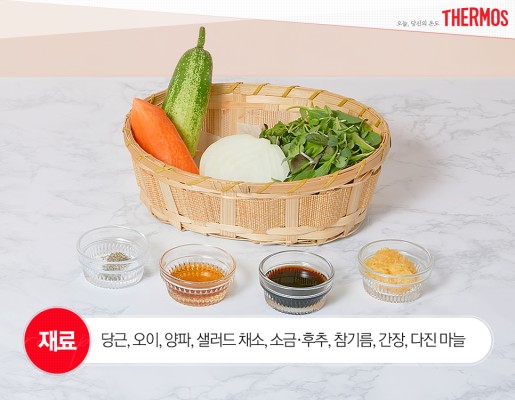 오늘, 당신의 온도 THERMOS
재료
당근, 오이, 양파, 샐러드 채소, 소금·후추, 참기름, 간장, 다진 마늘